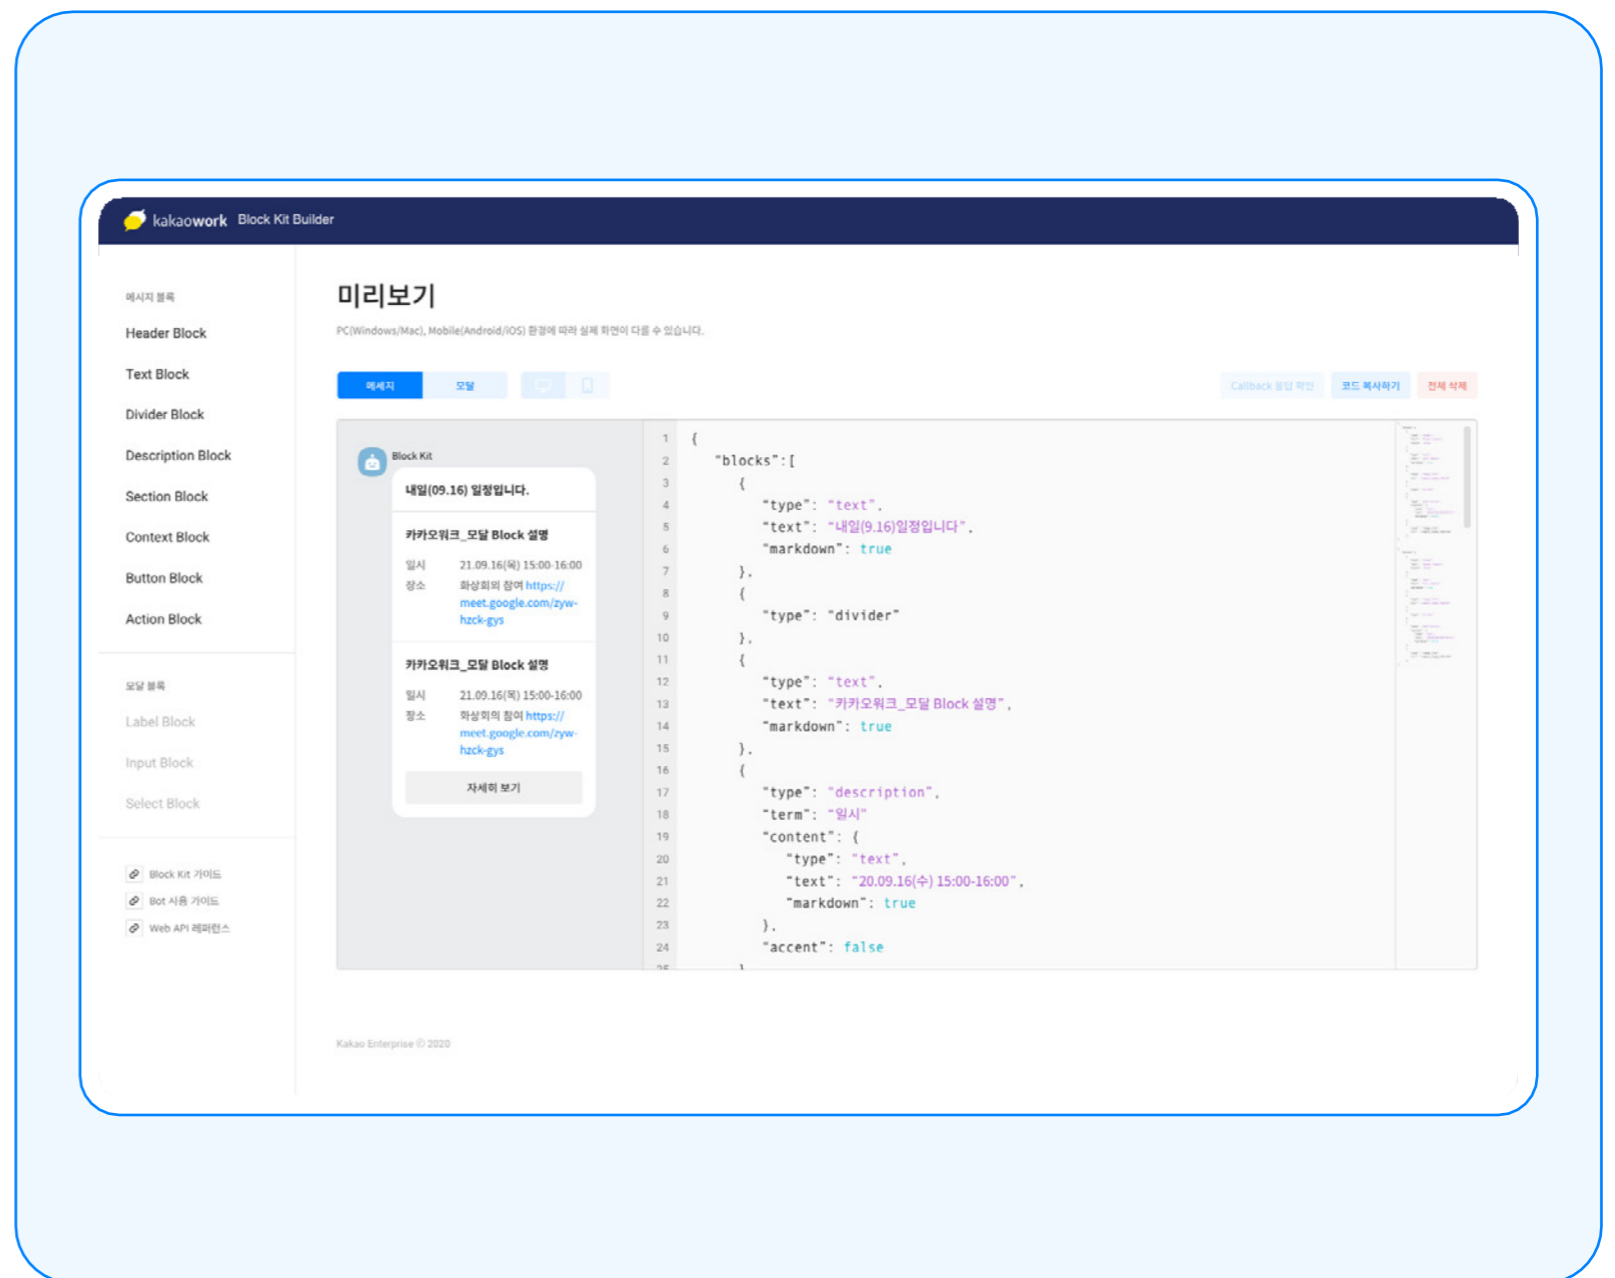 kakaowork Block Kit Builder
메시지 블록
Header Block
Text Block
Divider Block
Description Block
Section Block
Context Block
Button Block
Action Block
모달 블록
Label Block
Input Block
Select Block
Block Kit 가이드
Bot 사용 가이드
Web API 레퍼런스
미리보기
PC(Windows/Mac), Mobile(Android/iOS) 환경에 따라 실제 화면이 다를 수 있습니다.
메세지 모달
Callback 응답 확인 코드 복사하기 전체 삭제
Block Kit
내일(09.16) 일정입니다.
카카오워크_모달 Block 설명
일시 21.09.16(목) 15:00-16:00
장소 화상회의 참여 https://
meet.google.com/zyw-
hzck-gys
카카오워크_모달 Block 설명
일시 21.09.16(목) 15:00-16:00
장소 화상회의 참여 https://
meet.google.com/zyw-
hzck-gys
자세히 보기
1 {
2 “blocks”:[
3 {
4 “type”: “text”,
5 “text”: “내일(9.16)일정입니다”,
6 “markdown”: true
7 },
8 {
9 “type”: “divider”
10 },
11 {
12 “type”: “text”,
13 “text”: “카카오워크_모달 Block 설명”,
14 “markdown”: true
15 },
16 {
17 “type”: “description”,
18 “term”: “일시”
19 “content”: {
20 “type”: “text”,
21 “text”: “20.09.16(수) 15:00-16:00”,
22 “markdown”: true
23 },
24 “accent”: false
Kakao Enterprise © 2020